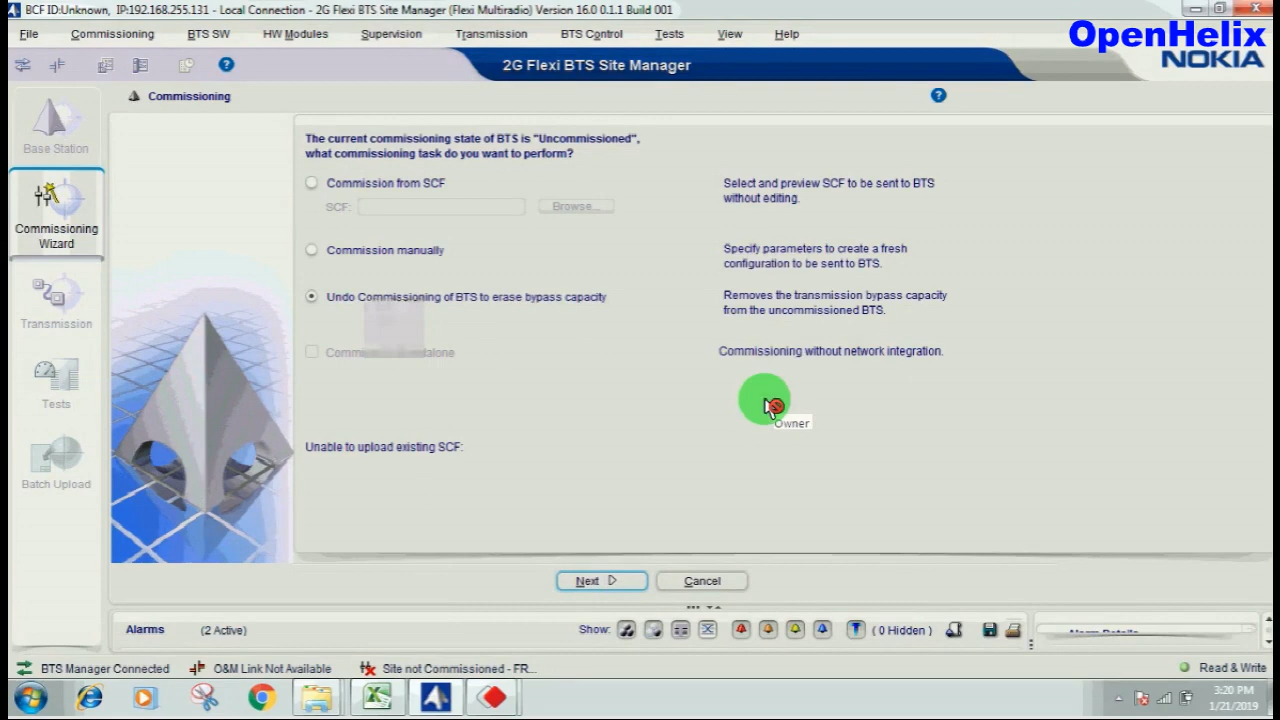 BCF ID:Unknown, IP:192.168.255.131 - Local Connection - 2G Flexi BTS Site Manager (Flexi Multiradio) Version 16.0 0.1.1 Build 001
File Commissioning BTS SW HW Modules Supervision Transmission BTS Control Tests View Help
OpenHelix
NOKIA
2G Flexi BTS Site Manager
Commissioning
Base Station
Commissioning
Wizard
Transmission
Tests
Batch Upload
The current commissioning state of BTS is "Uncommissioned",
what commissioning task do you want to perform?
Commission from SCF
SCF: Browse...
Select and preview SCF to be sent to BTS
without editing.
Commission manually
Specify parameters to create a fresh
configuration to be sent to BTS.
Undo Commissioning of BTS to erase bypass capacity
Removes the transmission bypass capacity
from the uncommissioned BTS.
Commissioning without network integration.
Owner
Unable to upload existing SCF:
Next Cancel
Alarms (2 Active) Show: (0 Hidden)
BTS Manager Connected O&M Link Not Available Site not Commissioned - FR... Read & Write
3:20 PM
1/21/2019